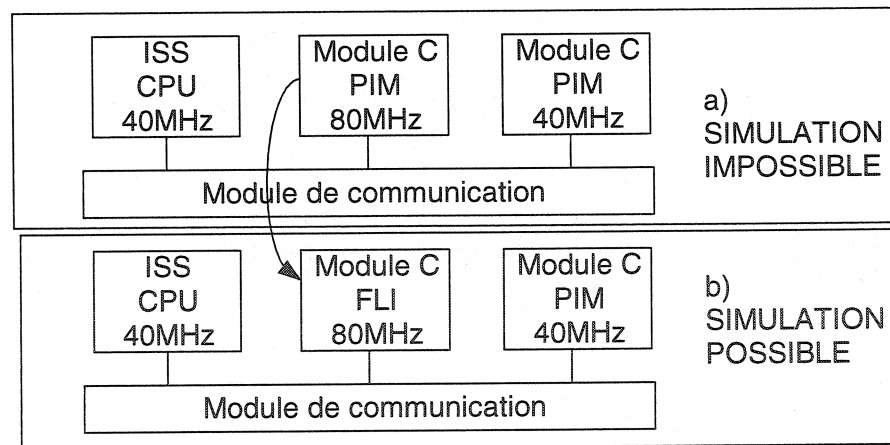 ISS
CPU
40MHz
Module C
PIM
80MHz
Module C
PIM
40MHz
a)
SIMULATION
IMPOSSIBLE
Module de communication
ISS
CPU
40MHz
Module C
FLI
80MHz
Module C
PIM
40MHz
b)
SIMULATION
POSSIBLE
Module de communication